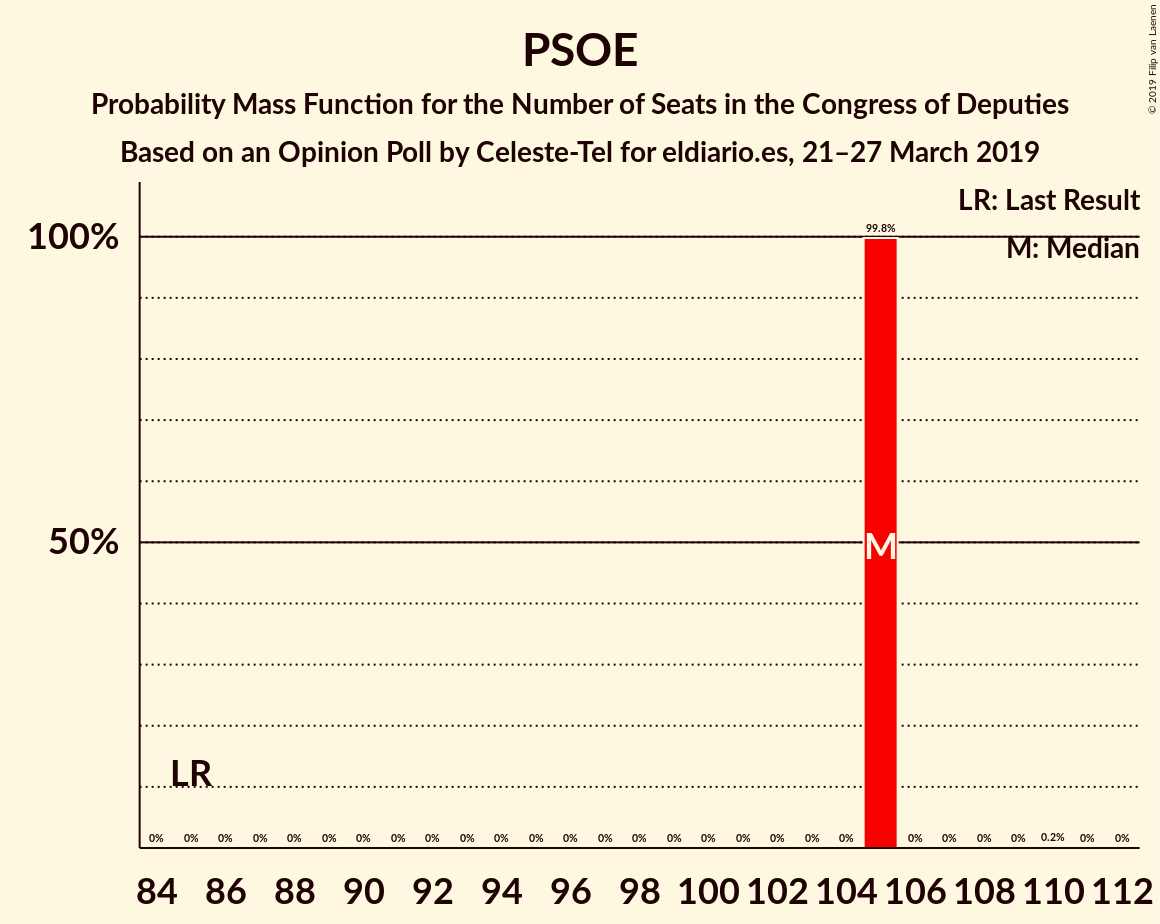 PSOE
Probability Mass Function for the Number of Seats in the Congress of Deputies
Based on an Opinion Poll by Celeste-Tel for eldiario.es, 21–27 March 2019
© 2019 Filip van Laenen
LR: Last Result
M: Median
100%
50%
99.8%
M
LR
0% 0% 0% 0% 0% 0% 0% 0% 0% 0% 0% 0% 0% 0% 0% 0% 0% 0% 0% 0% 0% 0% 0% 0% 0% 0.2% 0% 0%
84 86 88 90 92 94 96 98 100 102 104 106 108 110 112